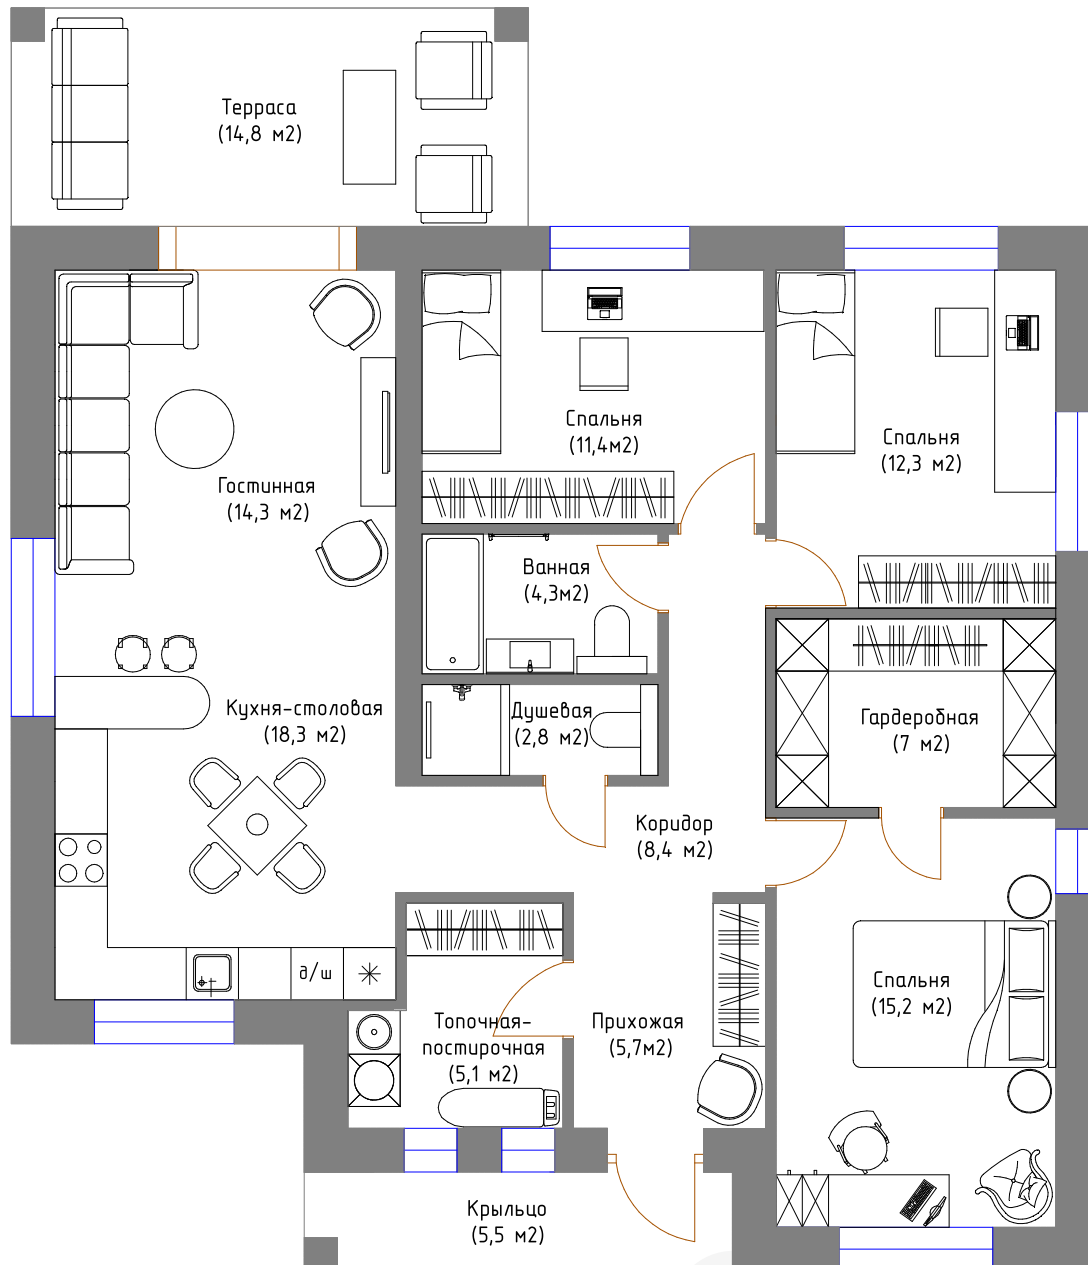 Терраса
(14,8 м2)
Спальня
(11,4м2)
Спальня
(12,3 м2)
Гостинная
(14,3 м2)
Ванная
(4,3м2)
Кухня-столовая
(18,3 м2)
Душевая
(2,8 м2)
Гардеробная
(7 м2)
Коридор
(8,4 м2)
д/ш
Спальня
(15,2 м2)
Топочная-
постирочная
(5,1 м2)
Прихожая
(5,7м2)
Крыльцо
(5,5 м2)